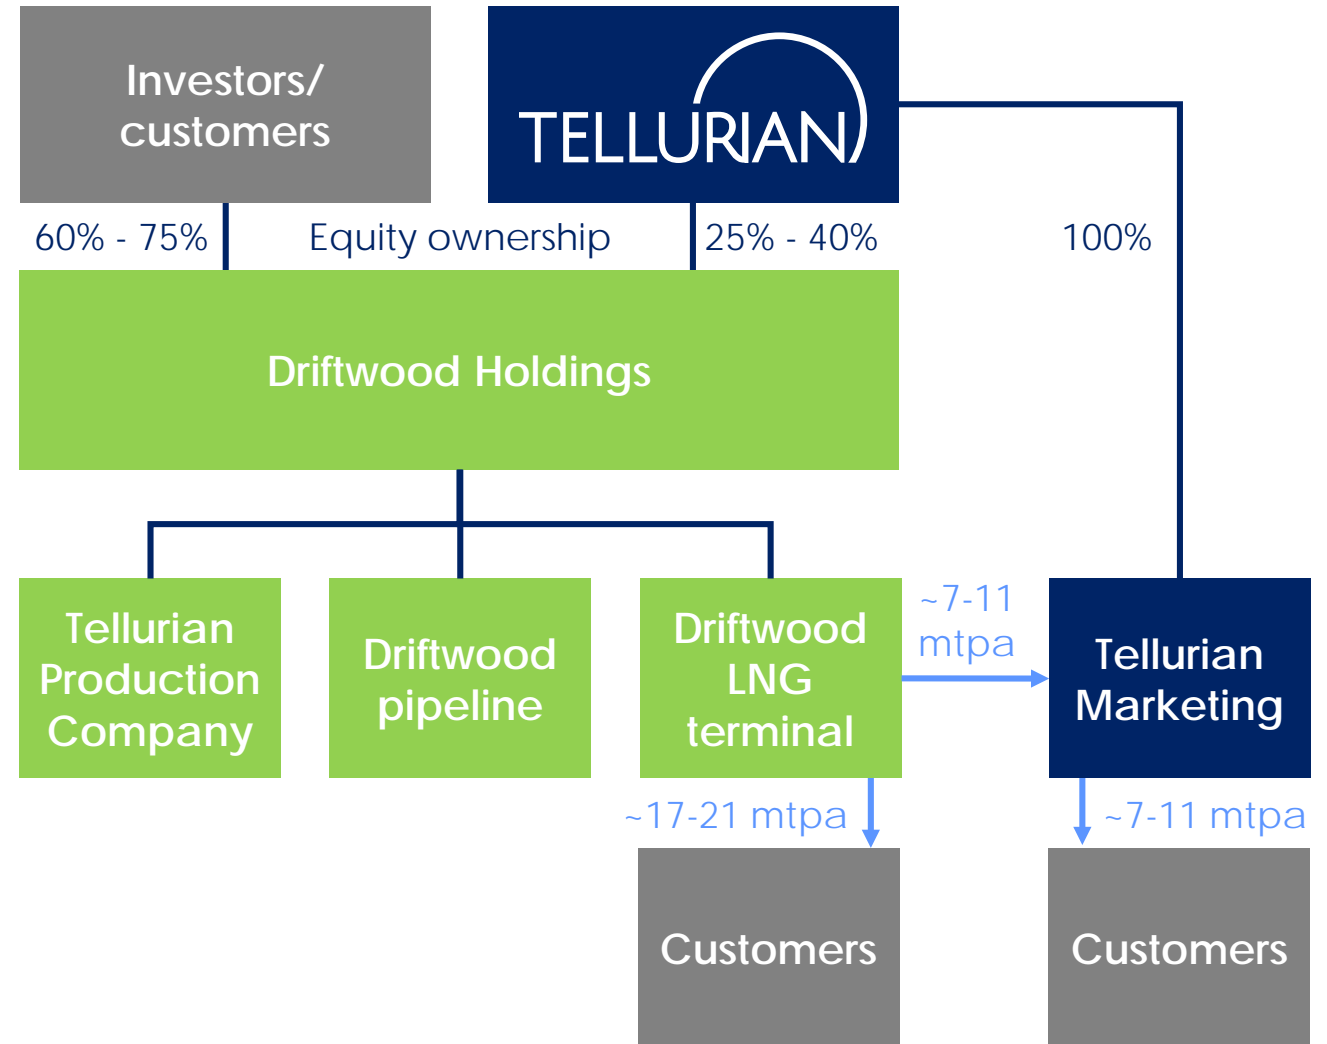 Investors/
customers
TELLURIAN
60% - 75%
Equity ownership
25% - 40%
100%
Driftwood Holdings
Tellurian
Production
Company
Driftwood
pipeline
Driftwood
LNG
terminal
~7-11
mtpa
Tellurian
Marketing
~17-21 mtpa
~7-11 mtpa
Customers
Customers